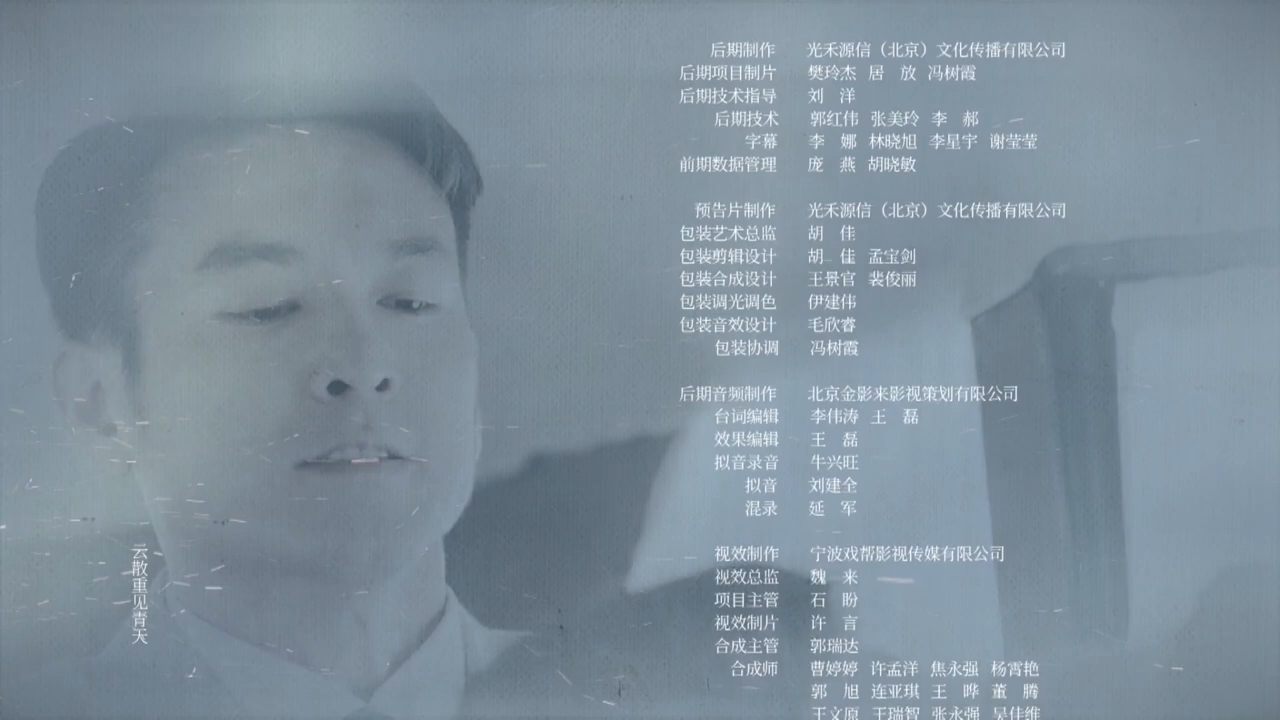 后期制作 光禾源信（北京）文化传播有限公司
后期项目制片 樊玲杰 居 放 冯树霞
后期技术指导 刘 洋
后期技术 郭红伟 张美玲 李 郝
字幕 李 娜 林晓旭 李星宇 谢莹莹
前期数据管理 庞 燕 胡晓敏
预告片制作 光禾源信（北京）文化传播有限公司
包装艺术总监 胡 佳
包装剪辑设计 胡 佳 孟宝剑
包装合成设计 王景官 裴俊丽
包装调光调色 伊建伟
包装音效设计 毛欣睿
包装协调 冯树霞
后期音频制作 北京金影来影视策划有限公司
台词编辑 李伟涛 王 磊
效果编辑 王 磊
拟音录音 牛兴旺
拟音 刘建全
混录 延 军
视效制作 宁波戏帮影视传媒有限公司
视效总监 魏 来
项目主管 石 盼
视效制片 许 言
合成主管 郭瑞达
合成师 曹婷婷 许孟洋 焦永强 杨霄艳
郭 旭 连亚琪 王 晔 董 腾
王文原 王瑞智 张永强 吴佳维
云散重见青天